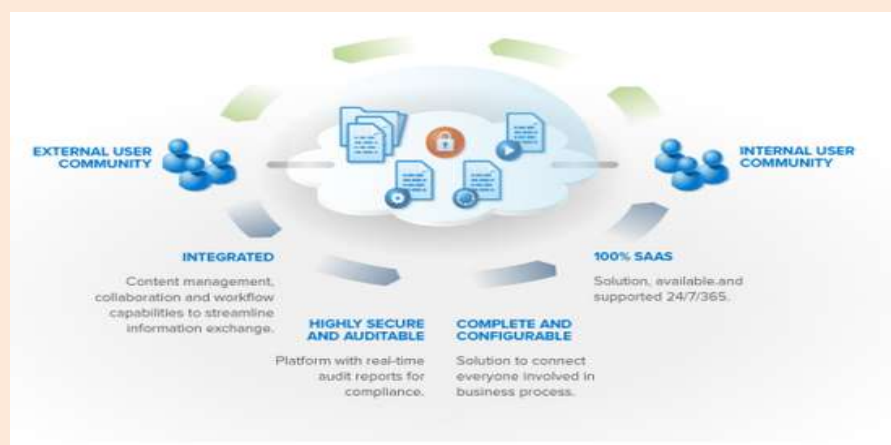 EXTERNAL USER
COMMUNITY
INTERNAL USER
COMMUNITY
INTEGRATED
Content management,
collaboration and workflow
capabilities to streamline
information exchange.
HIGHLY SECURE
AND AUDITABLE
Platform with real-time
audit reports for
compliance.
COMPLETE AND
CONFIGURABLE
Solution to connect
everyone involved in
business process.
100% SAAS
Solution, available.and
supported 24/7/365.